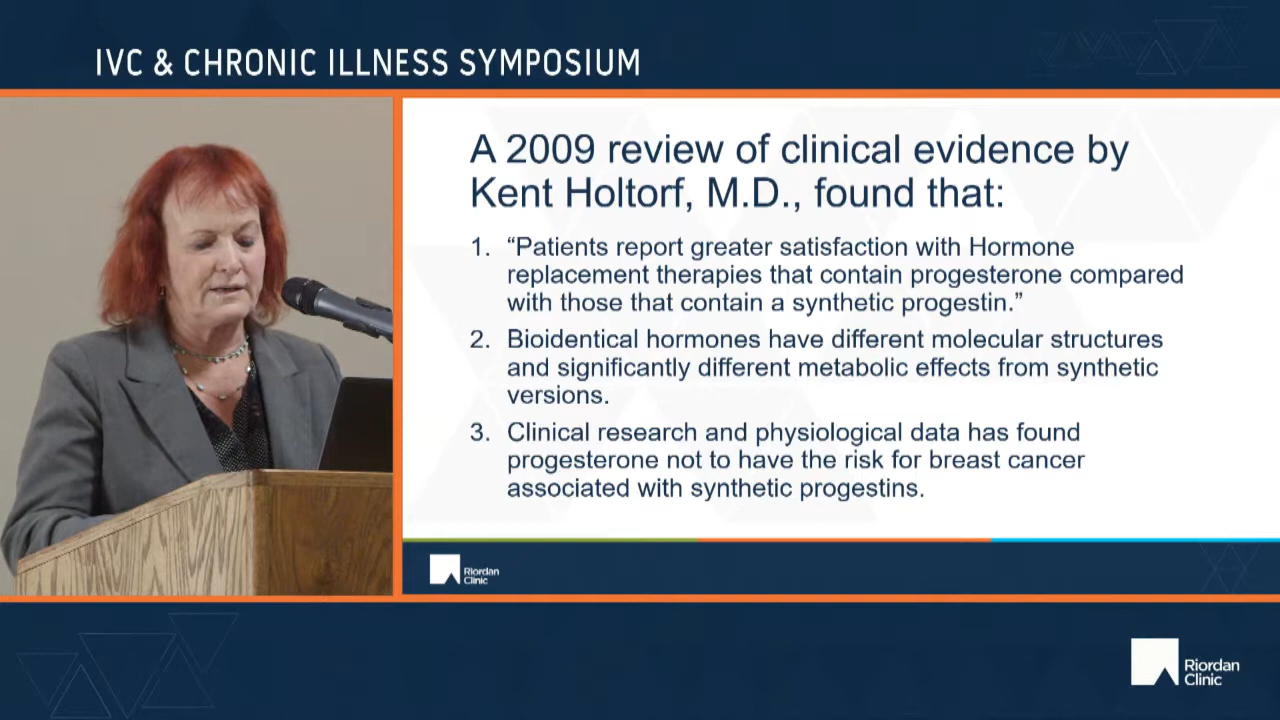 IVC & CHRONIC ILLNESS SYMPOSIUM
A 2009 review of clinical evidence by
Kent Holtorf, M.D., found that:
1. “Patients report greater satisfaction with Hormone
replacement therapies that contain progesterone compared
with those that contain a synthetic progestin.”
2. Bioidentical hormones have different molecular structures
and significantly different metabolic effects from synthetic
versions.
3. Clinical research and physiological data has found
progesterone not to have the risk for breast cancer
associated with synthetic progestins.
Riordan
Clinic
Riordan
Clinic